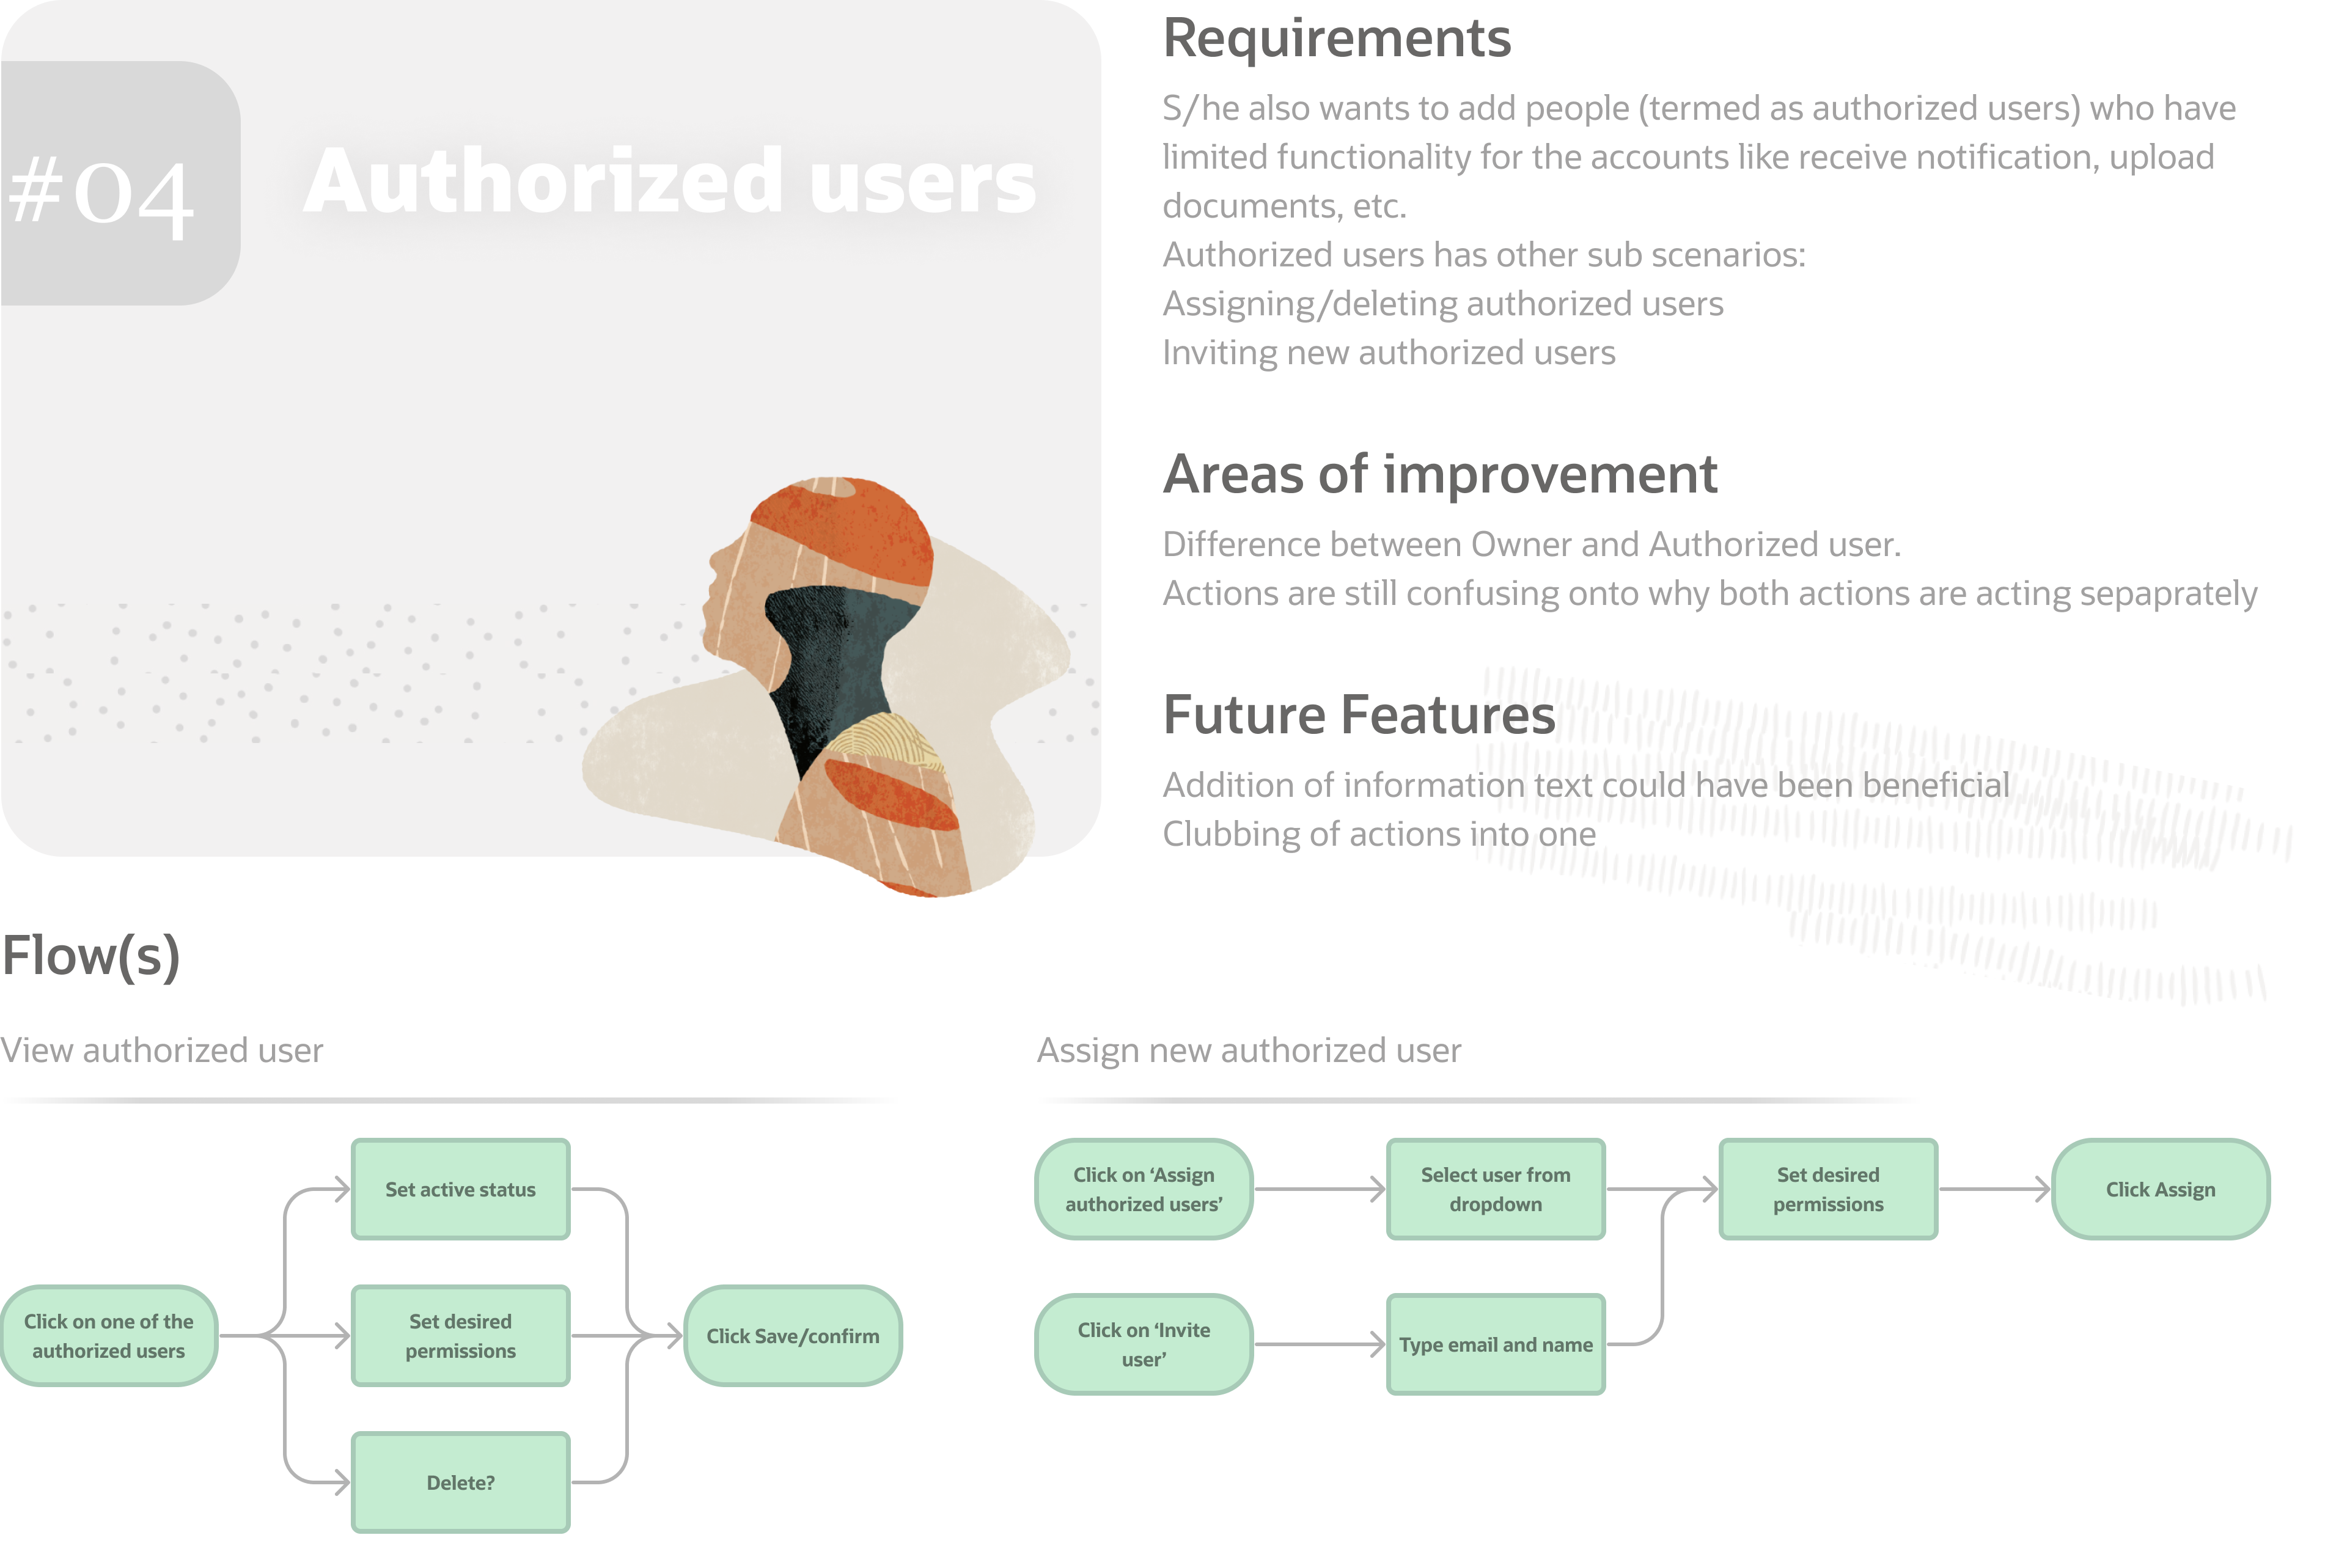 #04
Authorized users
Requirements
S/he also wants to add people (termed as authorized users) who have
limited functionality for the accounts like receive notification, upload
documents, etc.
Authorized users has other sub scenarios:
Assigning/deleting authorized users
Inviting new authorized users
Areas of improvement
Difference between Owner and Authorized user.
Actions are still confusing onto why both actions are acting sepaprately
Future Features
Addition of information text could have been beneficial
Clubbing of actions into one
Flow(s)
View authorized user
Click on one of the
authorized users
Set active status
Set desired
permissions
Delete?
Click Save/confirm
Assign new authorized user
Click on ‘Assign
authorized users’
Select user from
dropdown
Set desired
permissions
Click Assign
Click on ‘Invite
user’
Type email and name